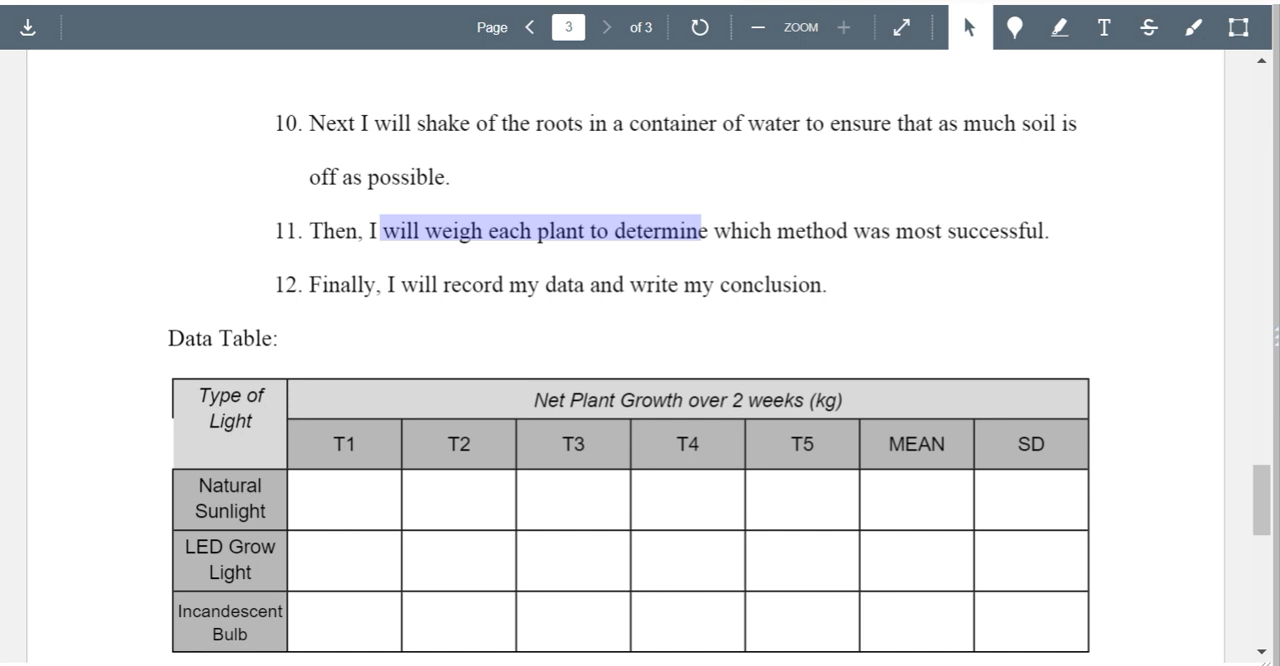 Page 3 of 3 ZOOM T S
10. Next I will shake of the roots in a container of water to ensure that as much soil is
off as possible.
11. Then, I will weigh each plant to determine which method was most successful.
12. Finally, I will record my data and write my conclusion.
Data Table:
Type of
Light
Net Plant Growth over 2 weeks (kg)
T1 T2 T3 T4 T5 MEAN SD
Natural
Sunlight
LED Grow
Light
Incandescent
Bulb